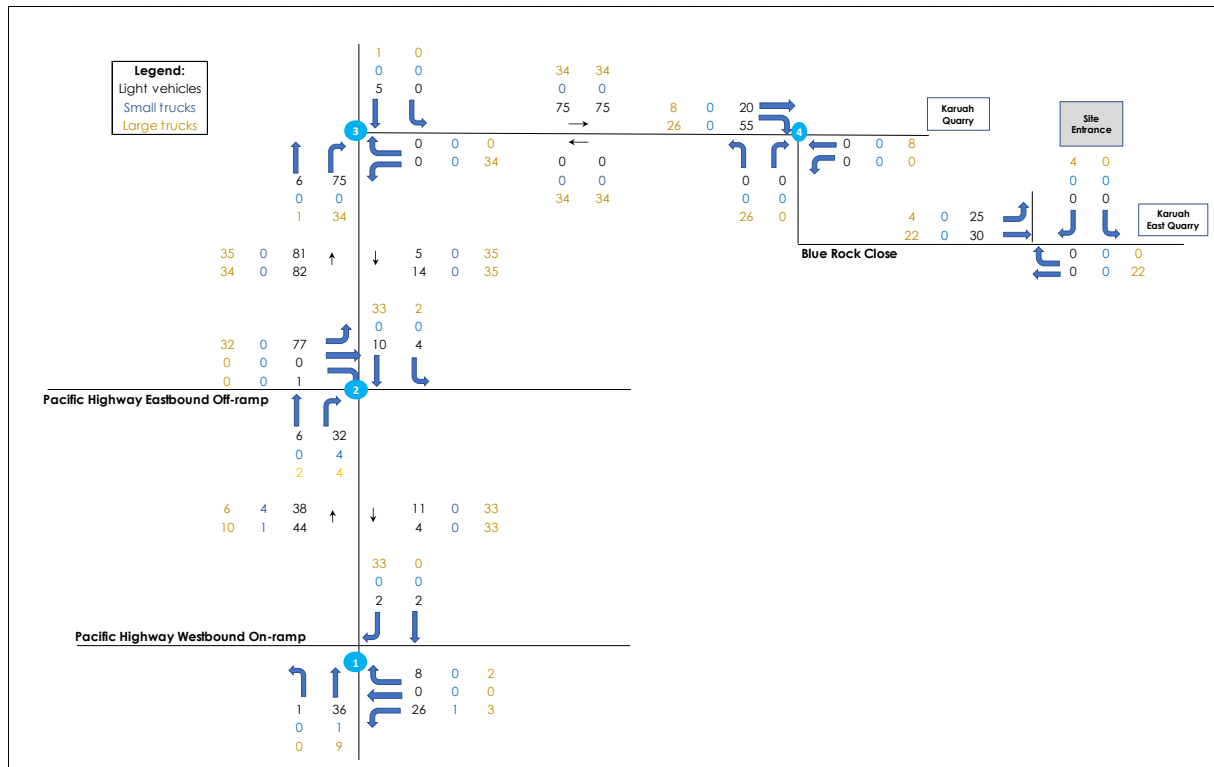 1 0
Legend: 0 0 34 34
Light vehicles 5 0 0 0
Small trucks 75 75 8 0 20 Karuah Quarry Site Entrance
Large trucks 26 0 55
3 4
0 0 0 0 0 0 0 8 4 0
6 75 0 0 34 0 0 0 0 0 0 0 0
0 0 34 34 0 0 0 0
1 34 26 0 4 0 25 Karuah East Quarry
22 0 30
35 0 81 5 0 35 Blue Rock Close 0 0 0
34 0 82 14 0 35 0 0 22
33 2
0 0
32 0 77 10 4
0 0 0
0 0 1
2
Pacific Highway Eastbound Off-ramp
6 32
0 4
2 4
6 4 38 11 0 33
10 1 44 4 0 33
33 0
0 0
2 2
Pacific Highway Westbound On-ramp
1
8 0 2
0 0 0
1 36 26 1 3
0 1
0 9